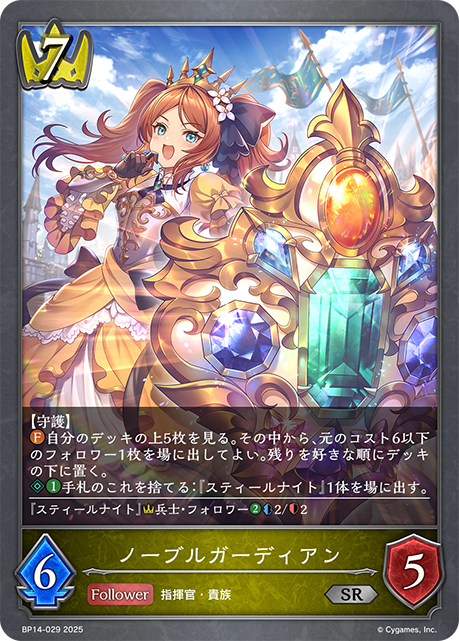 7
【守護】
F自分のデッキの上5枚を見る。その中から、元のコスト6以下
のフォロワー1枚を場に出してよい。残りを好きな順にデッキ
の下に置く。
1手札のこれを捨てる:『スティールナイト』1体を場に出す。
『スティールナイト』兵士・フォロワー2 2/2
ノーブルガーディアン
6
Follower 指揮官・貴族
SR
5
BP14-029 2025
© Cygames, Inc.